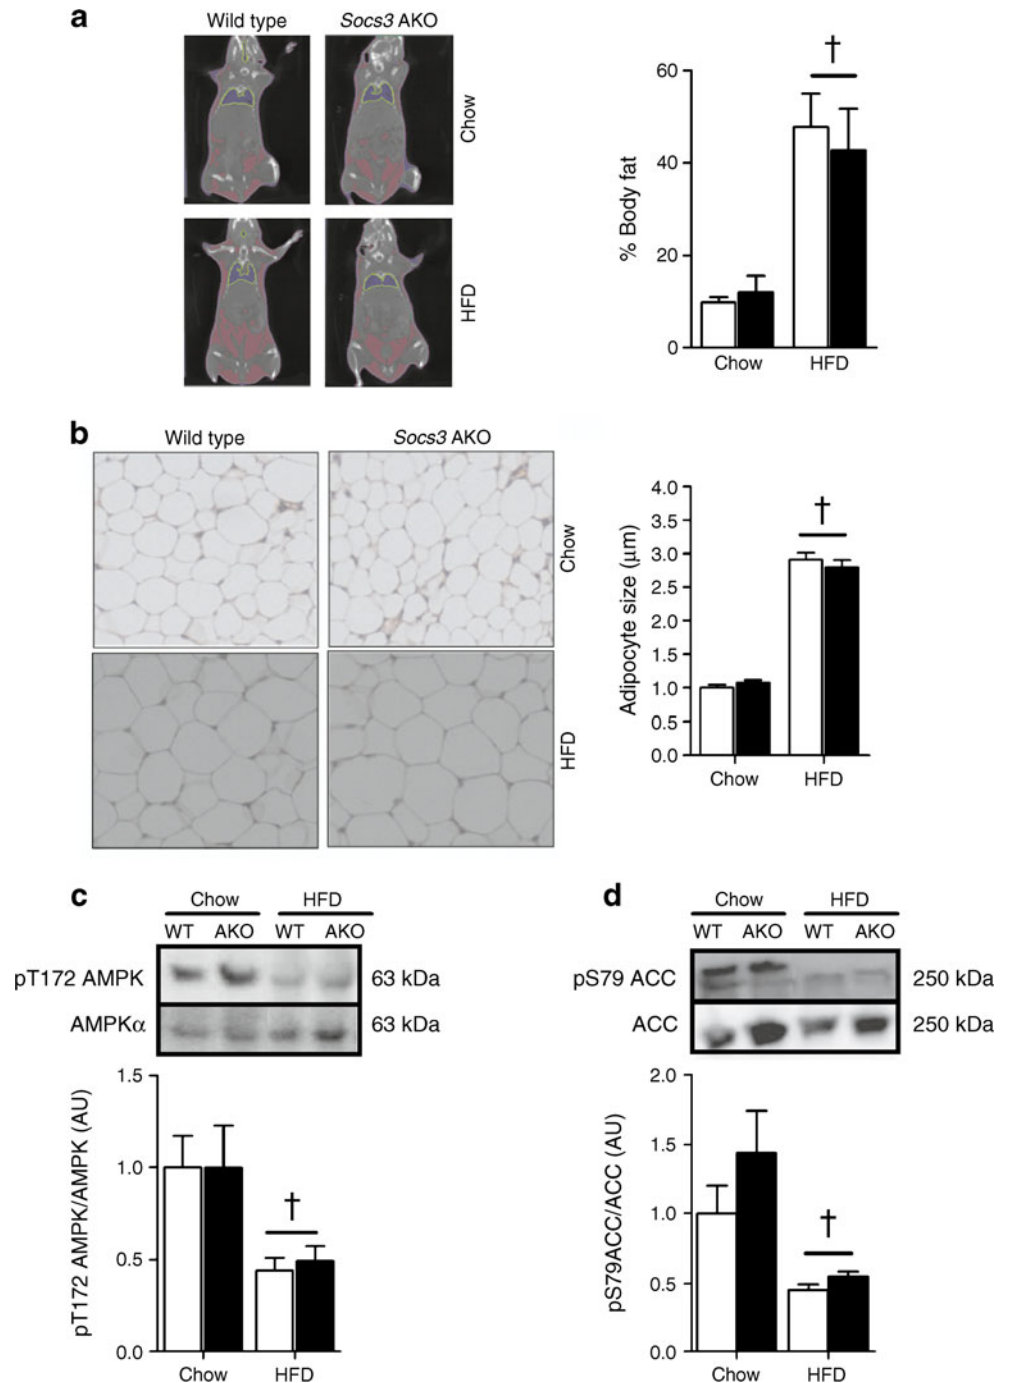 a
Wild type
Socs3 AKO
Chow
HFD
†
60
40
20
0
% Body fat
Chow
HFD
b
Wild type
Socs3 AKO
Chow
HFD
†
4.0
3.5
3.0
2.5
2.0
1.5
1.0
0.5
0.0
Adipocyte size (μm)
Chow
HFD
c
Chow
HFD
WT
AKO
WT
AKO
pT172 AMPK
63 kDa
AMPKα
63 kDa
1.5
1.0
0.5
0.0
pT172 AMPK/AMPK (AU)
†
Chow
HFD
d
Chow
HFD
WT
AKO
WT
AKO
pS79 ACC
250 kDa
ACC
250 kDa
2.0
1.5
1.0
0.5
0.0
pS79ACC/ACC (AU)
†
Chow
HFD